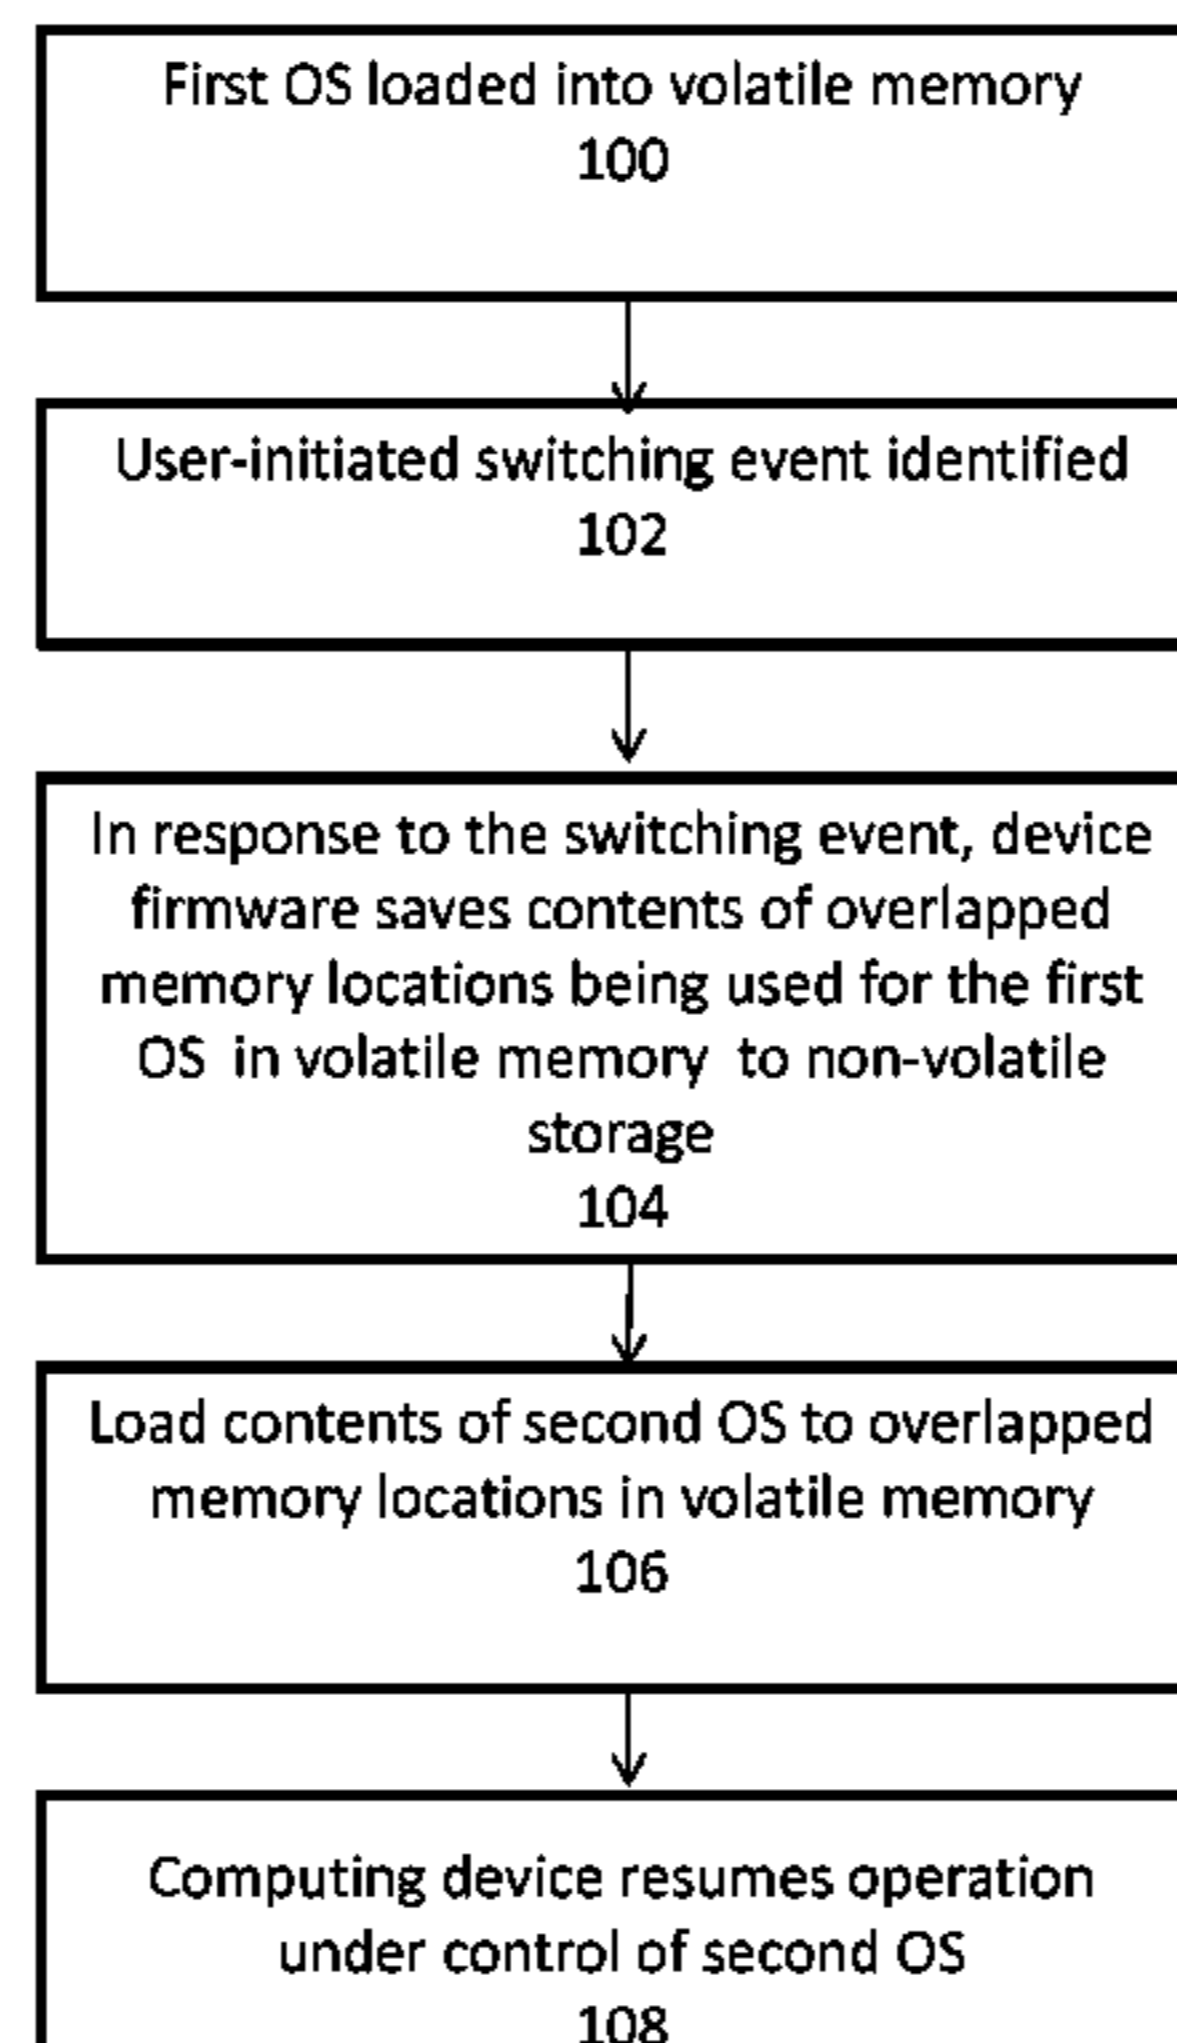 First OS loaded into volatile memory
100
User-initiated switching event identified
102
In response to the switching event, device
firmware saves contents of overlapped
memory locations being used for the first
OS in volatile memory to non-volatile
storage
104
Load contents of second OS to overlapped
memory locations in volatile memory
106
Computing device resumes operation
under control of second OS
108